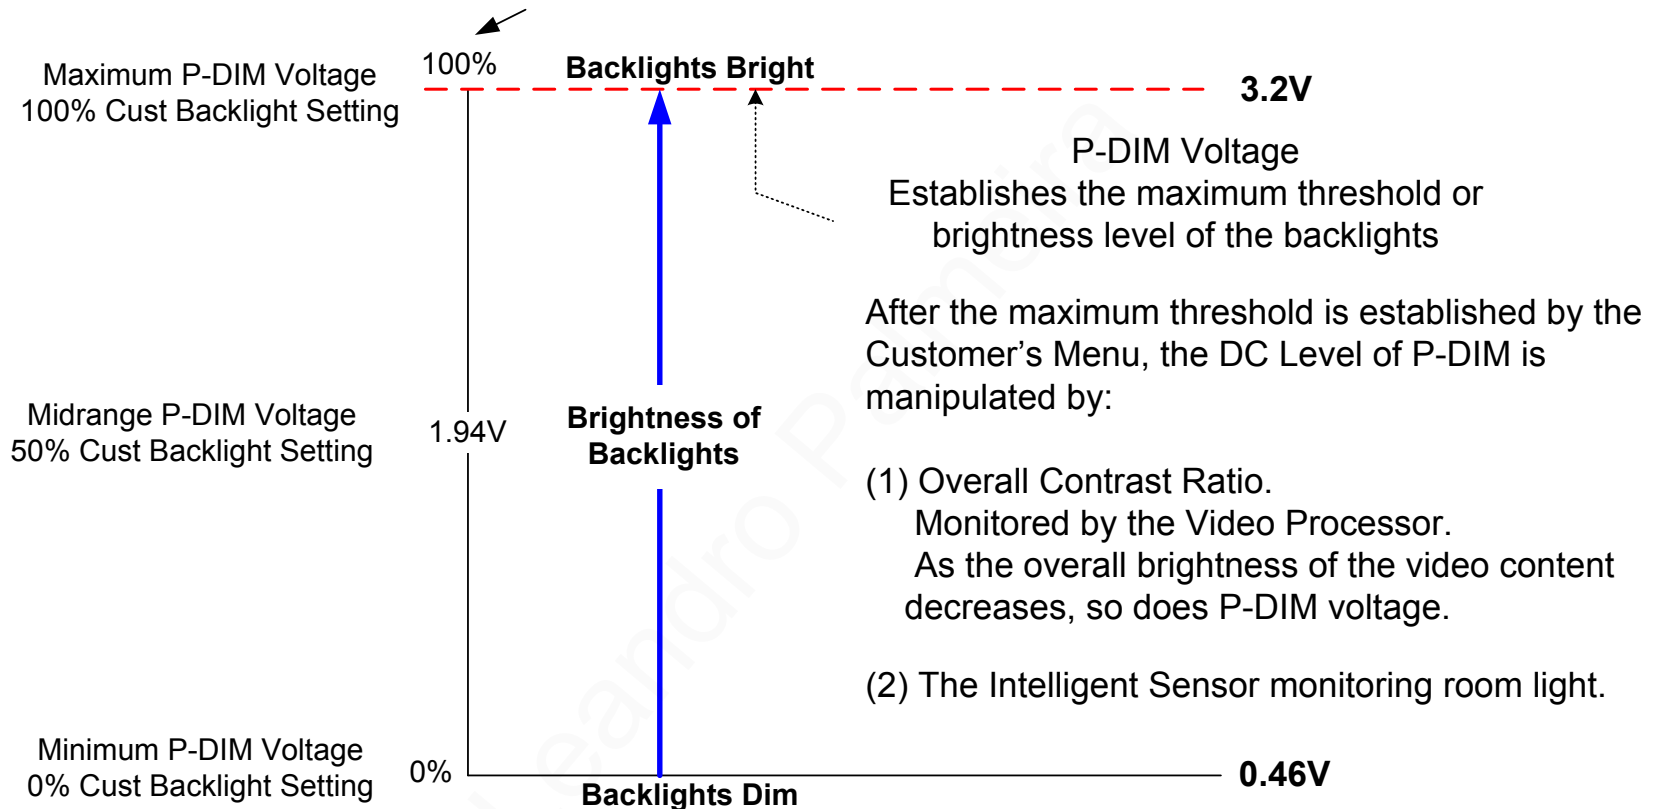 Maximum P-DIM Voltage
100% Cust Backlight Setting
100%
Backlights Bright
3.2V
P-DIM Voltage
Establishes the maximum threshold or
brightness level of the backlights
After the maximum threshold is established by the
Customer’s Menu, the DC Level of P-DIM is
manipulated by:
Midrange P-DIM Voltage
50% Cust Backlight Setting
1.94V
Brightness of
Backlights
(1) Overall Contrast Ratio.
Monitored by the Video Processor.
As the overall brightness of the video content
decreases, so does P-DIM voltage.
(2) The Intelligent Sensor monitoring room light.
Minimum P-DIM Voltage
0% Cust Backlight Setting
0%
Backlights Dim
0.46V